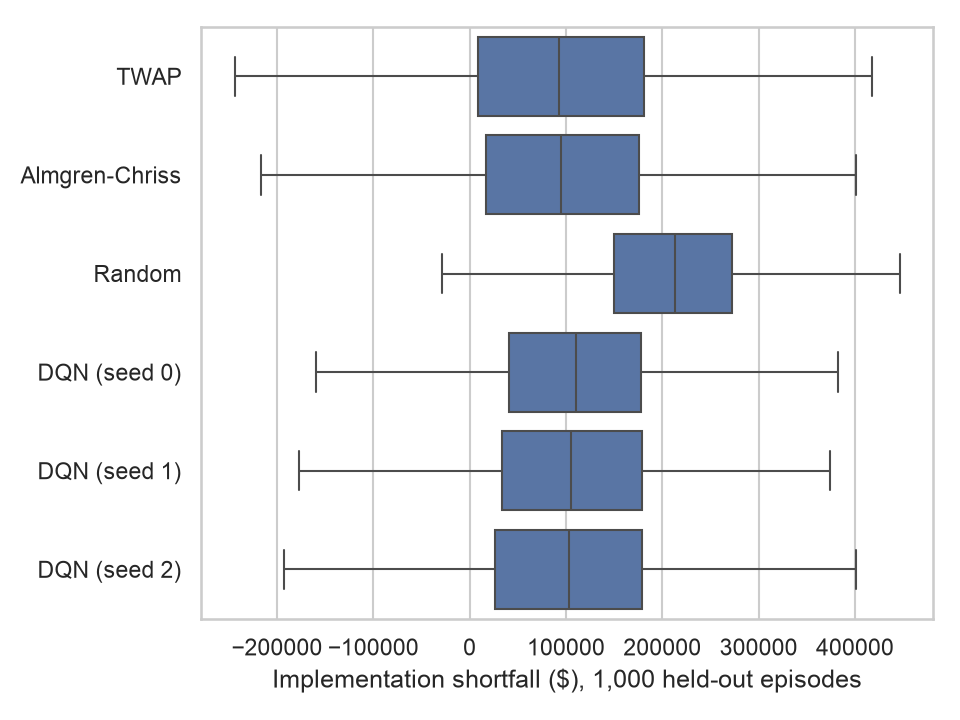 TWAP
Almgren-Chriss
Random
DQN (seed 0)
DQN (seed 1)
DQN (seed 2)
−200000 −100000 0 100000 200000 300000 400000
Implementation shortfall ($), 1,000 held-out episodes